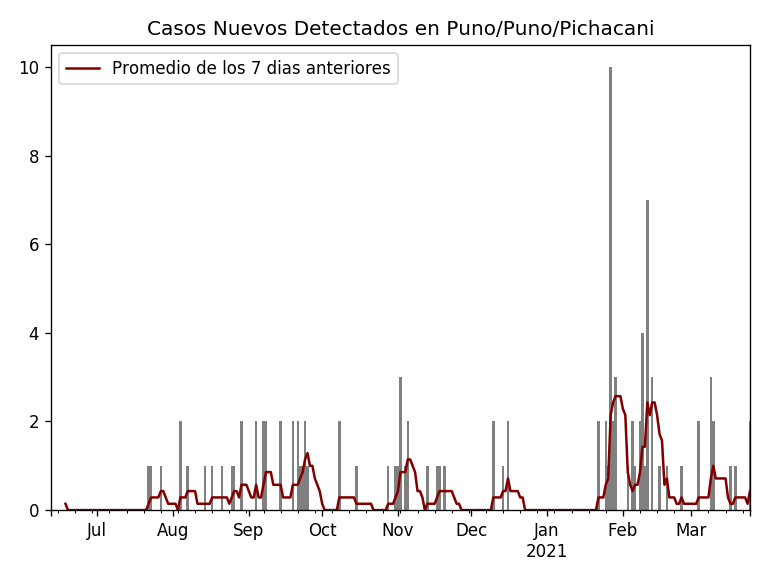 Casos Nuevos Detectados en Puno/Puno/Pichacani
Promedio de los 7 dias anteriores
10
8
6
4
2
0
Jul Aug Sep Oct Nov Dec Jan Feb Mar
2021